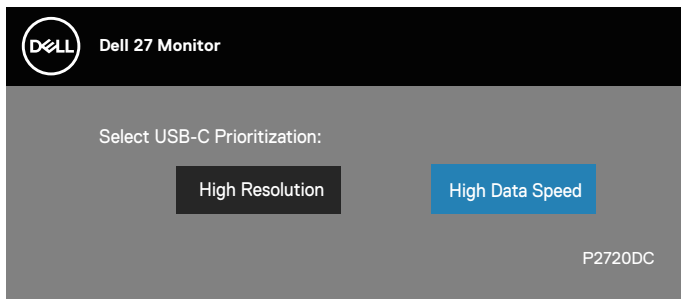 DELL
Dell 27 Monitor
Select USB-C Prioritization:
High Resolution High Data Speed
P2720DC